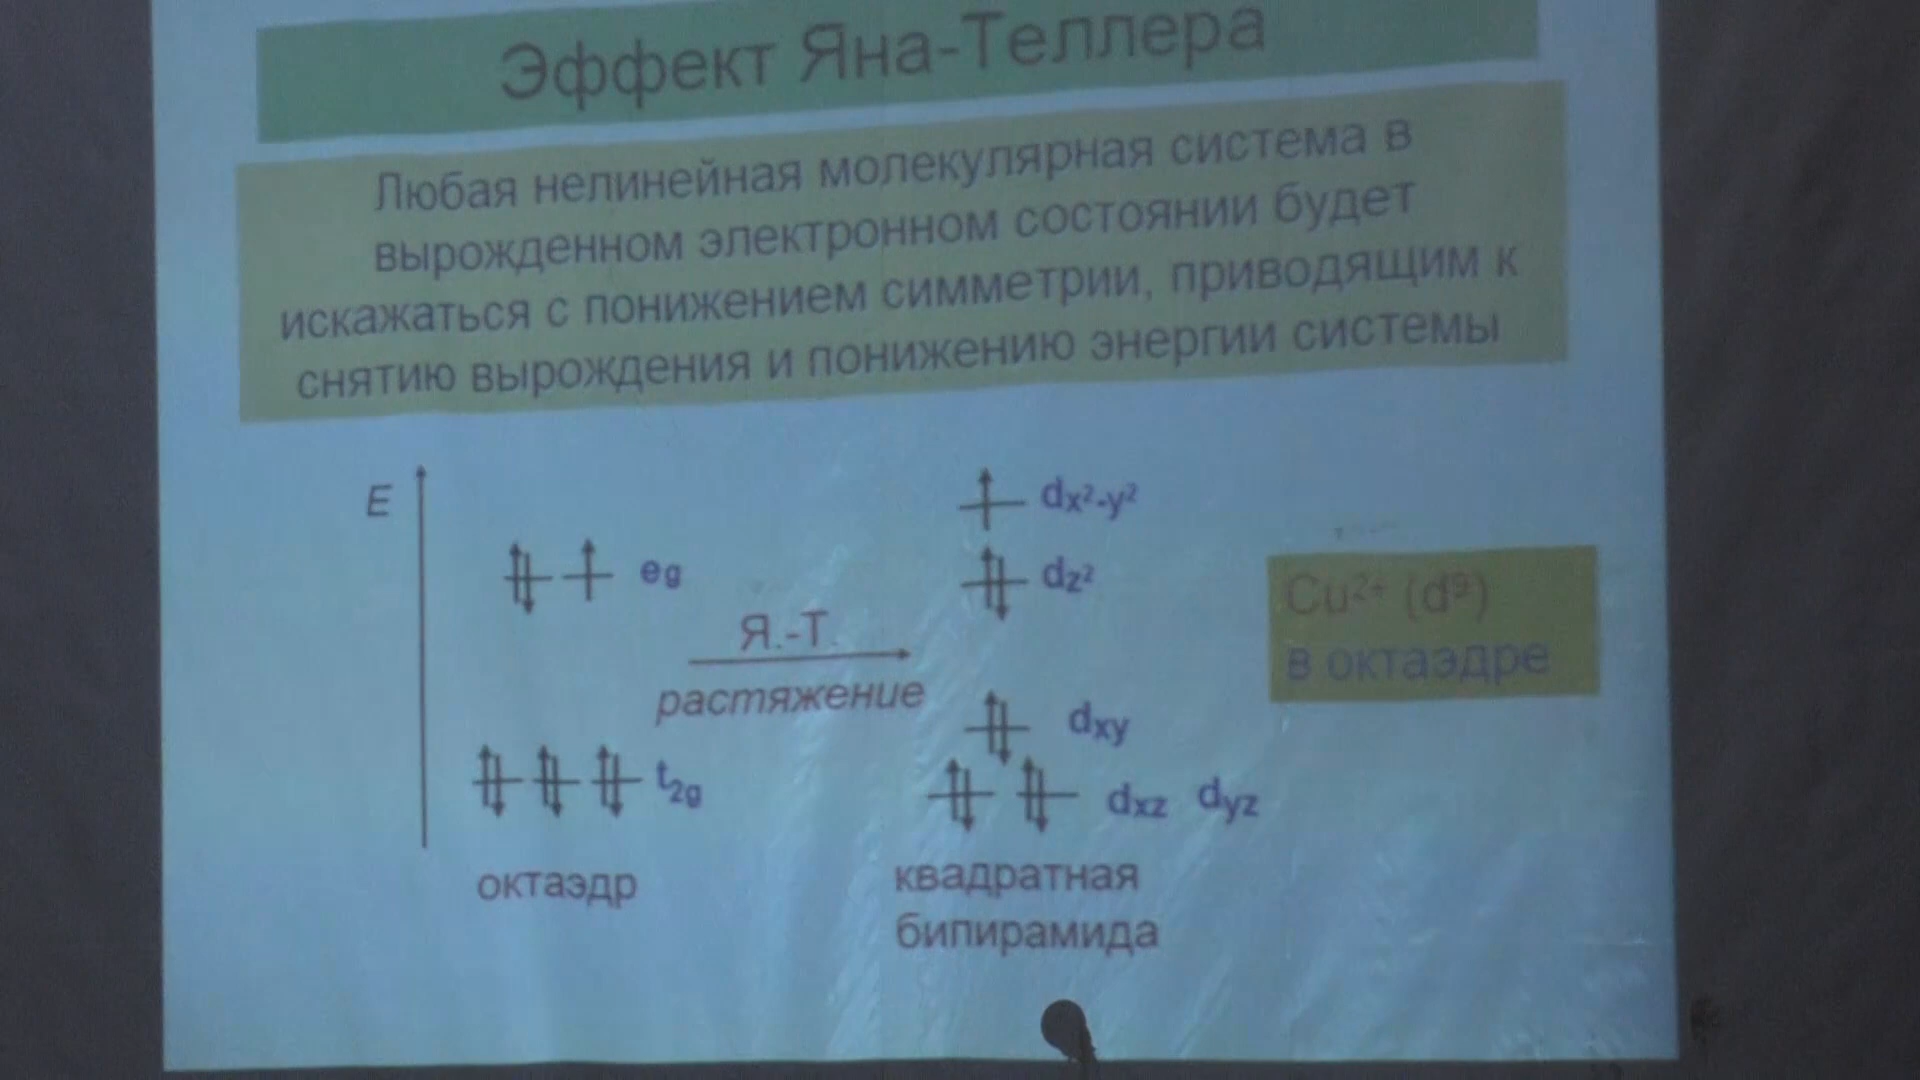 Эффект Яна-Теллера
Любая нелинейная молекулярная система в
вырожденном электронном состоянии будет
искажаться с понижением симметрии, приводящим к
снятию вырождения и понижению энергии системы
E
eg
t2g
октаэдр
Я.-Т.
растяжение
dx²-y²
dz²
dxy
dxz dyz
квадратная
бипирамида
Cu²⁺ (d⁹)
в октаэдре